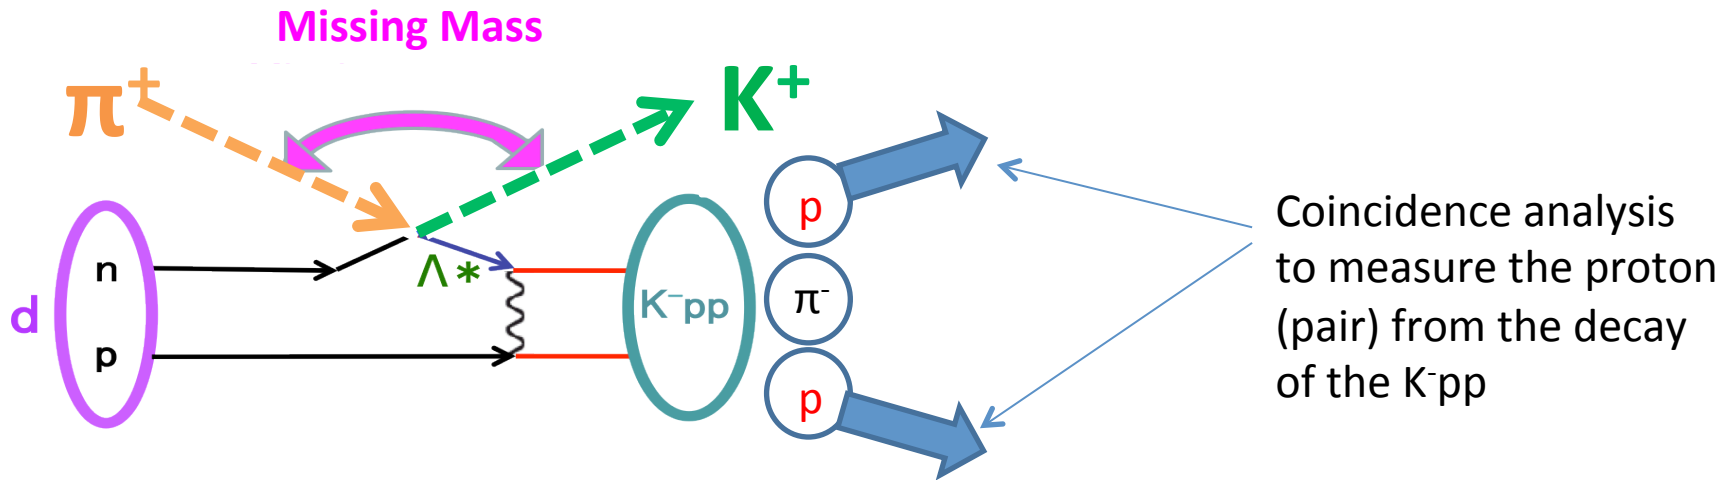 Missing Mass
π⁺
K⁺
n
d
p
Λ*
K⁻pp
p
π⁻
p
Coincidence analysis
to measure the proton
(pair) from the decay
of the K⁻pp